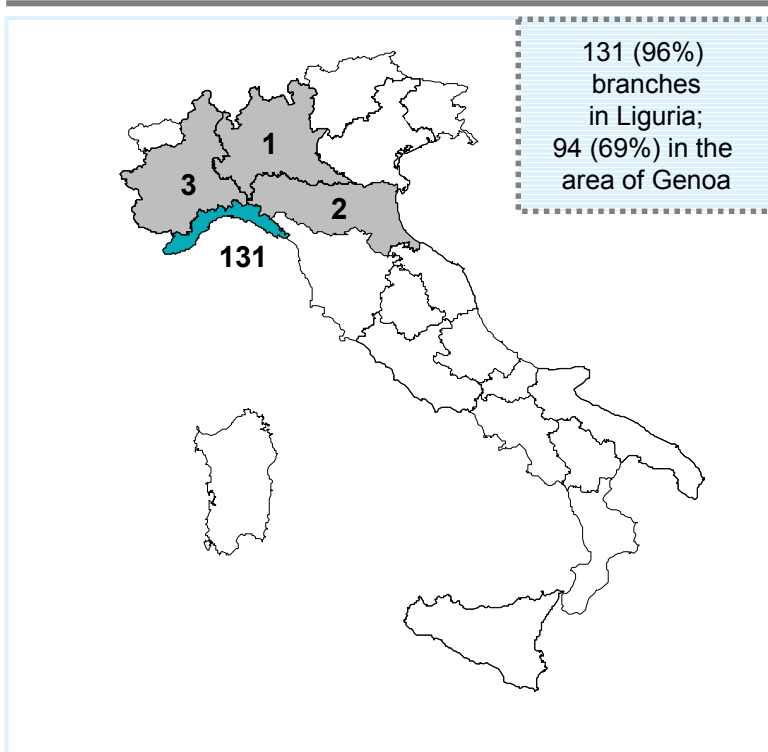 131 (96%)
branches
in Liguria;
94 (69%) in the
area of Genoa
1
3
2
131